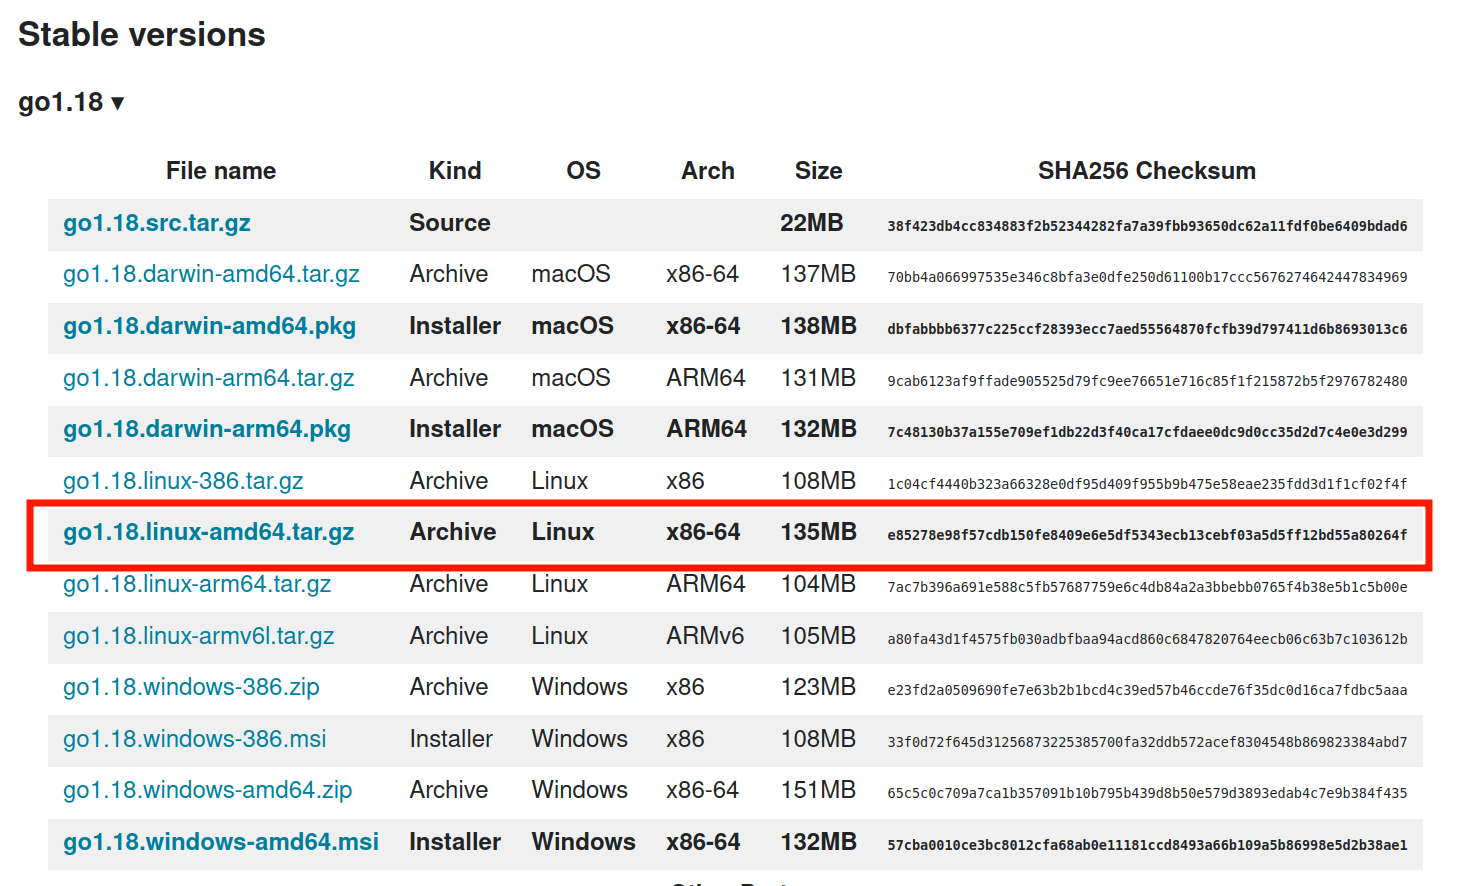 Stable versions
go1.18 ▾
File name Kind OS Arch Size SHA256 Checksum
go1.18.src.tar.gz Source 22MB 38f423db4cc834883f2b52344282fa7a39fbb93650dc62a11fdf0be6409bdad6
go1.18.darwin-amd64.tar.gz Archive macOS x86-64 137MB 70bb4a066997535e346c8bfa3e0dfe250d61100b17ccc5676274642447834969
go1.18.darwin-amd64.pkg Installer macOS x86-64 138MB dbfabbbb6377c225ccf28393ecc7aed55564870fcfb39d797411d6b8693013c6
go1.18.darwin-arm64.tar.gz Archive macOS ARM64 131MB 9cab6123af9ffade905525d79fc9ee76651e716c85f1f215872b5f2976782480
go1.18.darwin-arm64.pkg Installer macOS ARM64 132MB 7c48130b37a155e709ef1db22d3f40ca17cfdaee0dc9d0cc35d2d7c4e0e3d299
go1.18.linux-386.tar.gz Archive Linux x86 108MB 1c04cf4440b323a66328e0df95d409f955b9b475e58eae235fdd3d1f1cf02f4f
go1.18.linux-amd64.tar.gz Archive Linux x86-64 135MB e85278e98f57cdb150fe8409e6e5df5343ecb13cebf03a5d5ff12bd55a80264f
go1.18.linux-arm64.tar.gz Archive Linux ARM64 104MB 7ac7b396a691e588c5fb57687759e6c4db84a2a3bbebb0765f4b38e5b1c5b00e
go1.18.linux-armv6l.tar.gz Archive Linux ARMv6 105MB a80fa43d1f4575fb030adbfbaa94acd860c6847820764eecb06c63b7c103612b
go1.18.windows-386.zip Archive Windows x86 123MB e23fd2a0509690fe7e63b2b1bcd4c39ed57b46ccde76f35dc0d16ca7fdbc5aaa
go1.18.windows-386.msi Installer Windows x86 108MB 33f0d72f645d31256873225385700fa32ddb572acef8304548b869823384abd7
go1.18.windows-amd64.zip Archive Windows x86-64 151MB 65c5c0c709a7ca1b357091b10b795b439d8b50e579d3893edab4c7e9b384f435
go1.18.windows-amd64.msi Installer Windows x86-64 132MB 57cba0010ce3bc8012cfa68ab0e11181ccd8493a66b109a5b86998e5d2b38ae1